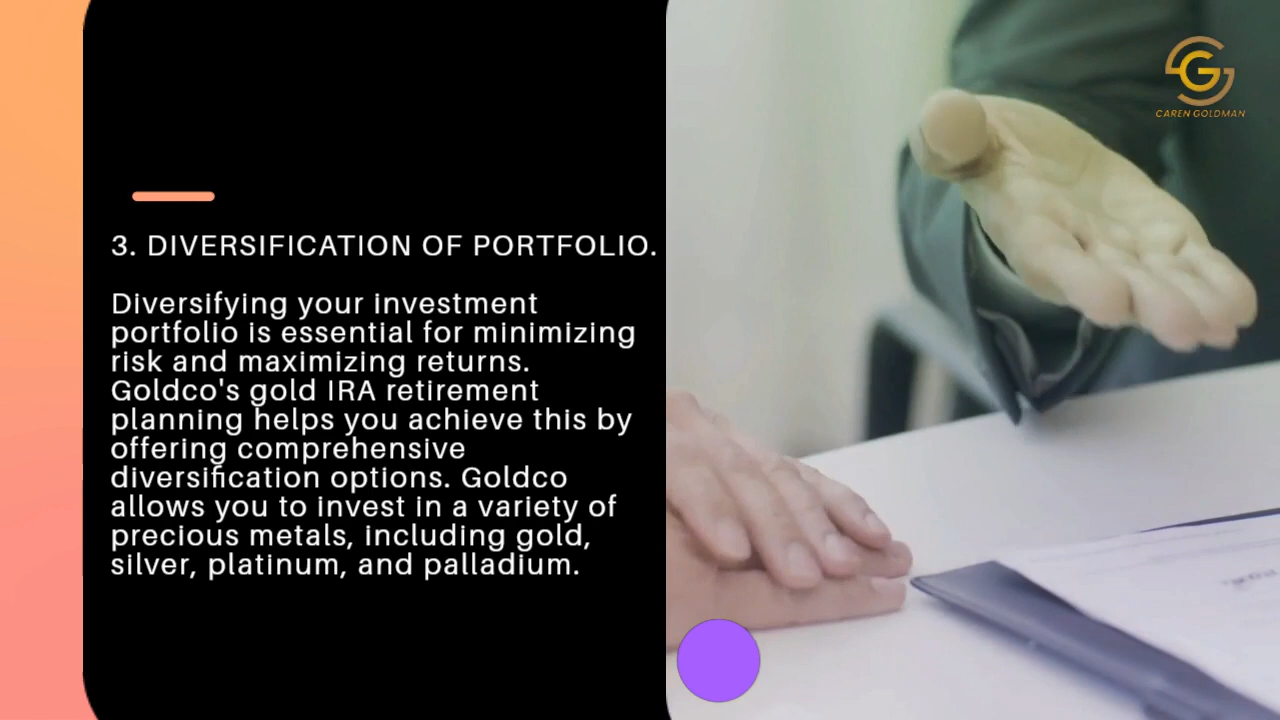 CAREN GOLDMAN
3. DIVERSIFICATION OF PORTFOLIO.
Diversifying your investment
portfolio is essential for minimizing
risk and maximizing returns.
Goldco's gold IRA retirement
planning helps you achieve this by
offering comprehensive
diversification options. Goldco
allows you to invest in a variety of
precious metals, including gold,
silver, platinum, and palladium.